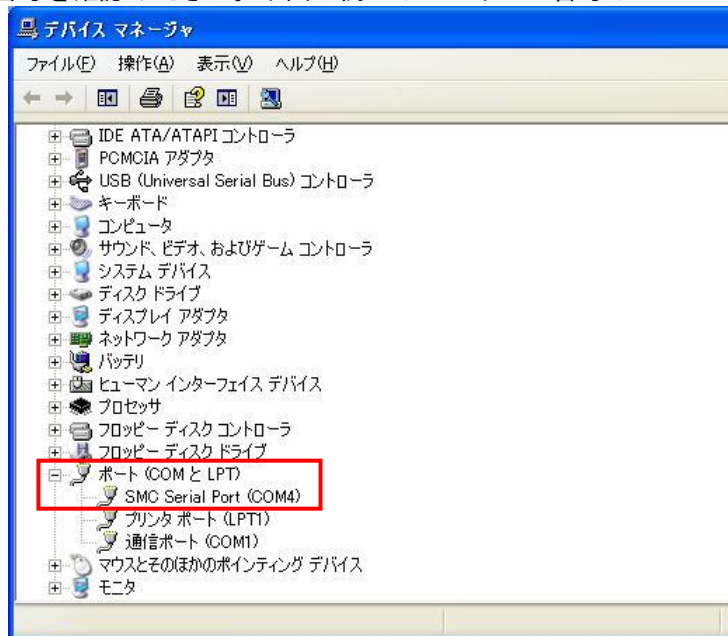 デバイス マネージャ
ファイル(F) 操作(A) 表示(V) ヘルプ(H)
IDE ATA/ATAPI コントローラ
PCMCIA アダプタ
USB (Universal Serial Bus) コントローラ
キーボード
コンピュータ
サウンド、ビデオ、およびゲーム コントローラ
システム デバイス
ディスク ドライブ
ディスプレイ アダプタ
ネットワーク アダプタ
バッテリ
ヒューマン インターフェイス デバイス
プロセッサ
フロッピー ディスク コントローラ
フロッピー ディスク ドライブ
ポート (COM と LPT)
SMC Serial Port (COM4)
プリンタ ポート (LPT1)
通信ポート (COM1)
マウスとそのほかのポインティング デバイス
モニタ